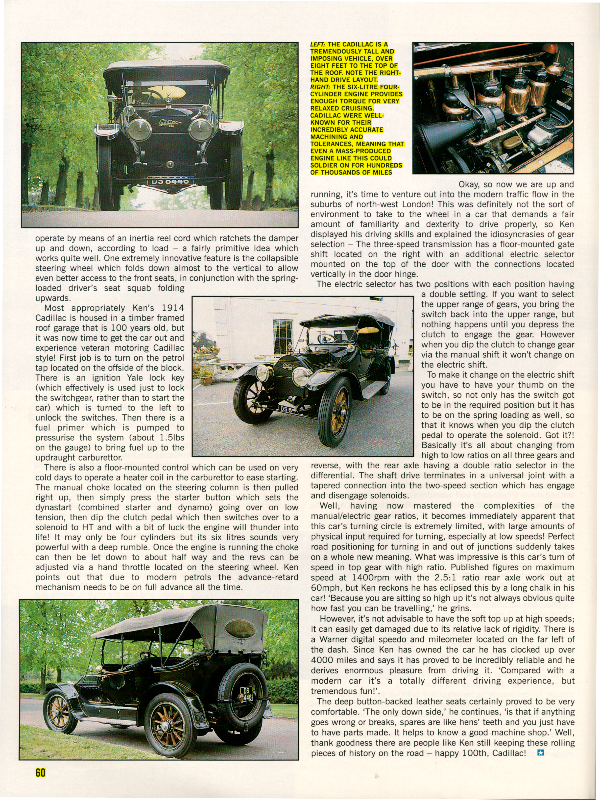 LEFT: THE CADILLAC IS A
TREMENDOUSLY TALL AND
IMPOSING VEHICLE, OVER
EIGHT FEET TO THE TOP OF
THE ROOF. NOTE THE RIGHT-
HAND DRIVE LAYOUT.
RIGHT: THE SIX-LITRE FOUR-
CYLINDER ENGINE PROVIDES
ENOUGH TORQUE FOR VERY
RELAXED CRUISING.
CADILLAC WERE WELL-
KNOWN FOR THEIR
INCREDIBLY ACCURATE
MACHINING AND
TOLERANCES, MEANING THAT
EVEN A MASS-PRODUCED
ENGINE LIKE THIS COULD
SOLDIER ON FOR HUNDREDS
OF THOUSANDS OF MILES
operate by means of an inertia reel cord which ratchets the damper
up and down, according to load – a fairly primitive idea which
works quite well. One extremely innovative feature is the collapsible
steering wheel which folds down almost to the vertical to allow
even better access to the front seats, in conjunction with the spring-
loaded driver's seat squab folding
upwards.
Most appropriately Ken's 1914
Cadillac is housed in a timber framed
roof garage that is 100 years old, but
it was now time to get the car out and
experience veteran motoring Cadillac
style! First job is to turn on the petrol
tap located on the offside of the block.
There is an ignition Yale lock key
(which effectively is used just to lock
the switchgear, rather than to start the
car) which is turned to the left to
unlock the switches. Then there is a
fuel primer which is pumped to
pressurise the system (about 1.5lbs
on the gauge) to bring fuel up to the
updraught carburettor.
There is also a floor-mounted control which can be used on very
cold days to operate a heater coil in the carburettor to ease starting.
The manual choke located on the steering column is then pulled
right up, then simply press the starter button which sets the
dynastart (combined starter and dynamo) going over on low
tension, then dip the clutch pedal which then switches over to a
solenoid to HT and with a bit of luck the engine will thunder into
life! It may only be four cylinders but its six litres sounds very
powerful with a deep rumble. Once the engine is running the choke
can then be let down to about half way and the revs can be
adjusted via a hand throttle located on the steering wheel. Ken
points out that due to modern petrols the advance-retard
mechanism needs to be on full advance all the time.
60
Okay, so now we are up and
running, it's time to venture out into the modern traffic flow in the
suburbs of north-west London! This was definitely not the sort of
environment to take to the wheel in a car that demands a fair
amount of familiarity and dexterity to drive properly, so Ken
displayed his driving skills and explained the idiosyncrasies of gear
selection – The three-speed transmission has a floor-mounted gate
shift located on the right with an additional electric selector
mounted on the top of the door with the connections located
vertically in the door hinge.
The electric selector has two positions with each position having
a double setting. If you want to select
the upper range of gears, you bring the
switch back into the upper range, but
nothing happens until you depress the
clutch to engage the gear. However
when you dip the clutch to change gear
via the manual shift it won't change on
the electric shift.
To make it change on the electric shift
you have to have your thumb on the
switch, so not only has the switch got
to be in the required position but it has
to be on the spring loading as well, so
that it knows when you dip the clutch
pedal to operate the solenoid. Got it?!
Basically it's all about changing from
high to low ratios on all three gears and
reverse, with the rear axle having a double ratio selector in the
differential. The shaft drive terminates in a universal joint with a
tapered connection into the two-speed section which has engage
and disengage solenoids.
Well, having now mastered the complexities of the
manual/electric gear ratios, it becomes immediately apparent that
this car's turning circle is extremely limited, with large amounts of
physical input required for turning, especially at low speeds! Perfect
road positioning for turning in and out of junctions suddenly takes
on a whole new meaning. What was impressive is this car's turn of
speed in top gear with high ratio. Published figures on maximum
speed at 1400rpm with the 2.5:1 ratio rear axle work out at
60mph, but Ken reckons he has eclipsed this by a long chalk in his
car! 'Because you are sitting so high up it's not always obvious quite
how fast you can be travelling,' he grins.
However, it's not advisable to have the soft top up at high speeds;
it can easily get damaged due to its relative lack of rigidity. There is
a Warner digital speedo and mileometer located on the far left of
the dash. Since Ken has owned the car he has clocked up over
4000 miles and says it has proved to be incredibly reliable and he
derives enormous pleasure from driving it. 'Compared with a
modern car it's a totally different driving experience, but
tremendous fun!'.
The deep button-backed leather seats certainly proved to be very
comfortable. 'The only down side,' he continues, 'is that if anything
goes wrong or breaks, spares are like hens' teeth and you just have
to have parts made. It helps to know a good machine shop.' Well,
thank goodness there are people like Ken still keeping these rolling
pieces of history on the road – happy 100th, Cadillac!